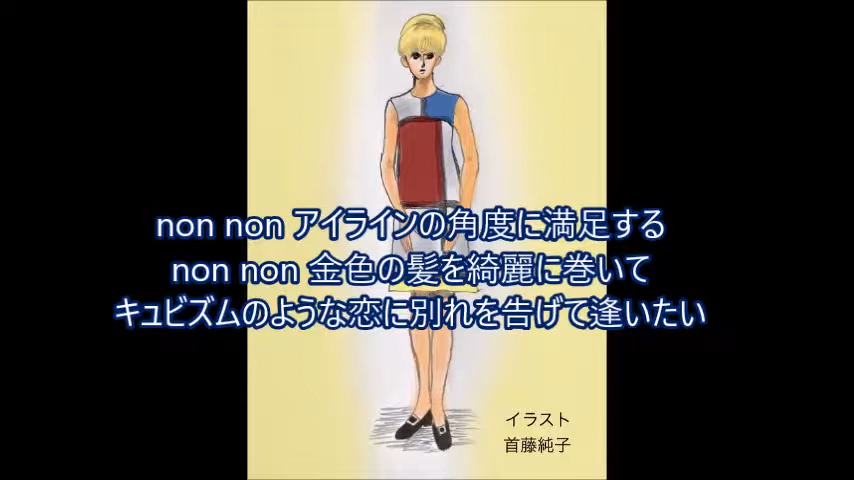 non non アイラインの角度に満足する
non non 金色の髪を綺麗に巻いて
キュビズムのような恋に別れを告げて逢いたい
イラスト
首藤純子